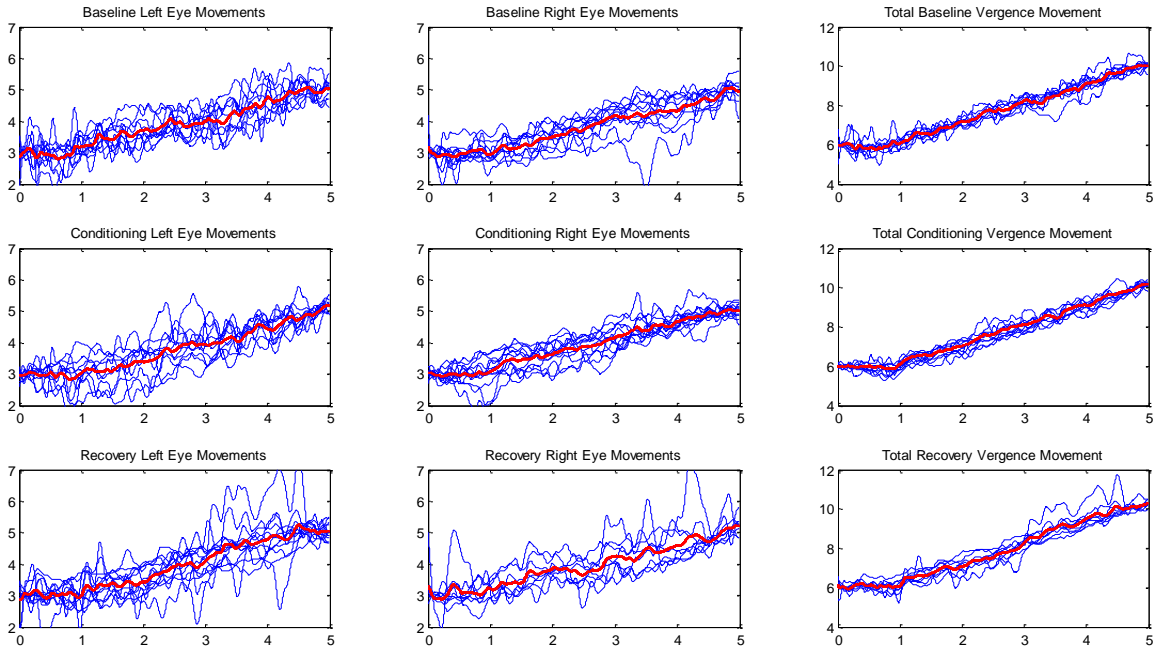 Baseline Left Eye Movements
7
6
5
4
3
2
0 1 2 3 4 5
Baseline Right Eye Movements
7
6
5
4
3
2
0 1 2 3 4 5
Total Baseline Vergence Movement
12
10
8
6
4
0 1 2 3 4 5
Conditioning Left Eye Movements
7
6
5
4
3
2
0 1 2 3 4 5
Conditioning Right Eye Movements
7
6
5
4
3
2
0 1 2 3 4 5
Total Conditioning Vergence Movement
12
10
8
6
4
0 1 2 3 4 5
Recovery Left Eye Movements
7
6
5
4
3
2
0 1 2 3 4 5
Recovery Right Eye Movements
7
6
5
4
3
2
0 1 2 3 4 5
Total Recovery Vergence Movement
12
10
8
6
4
0 1 2 3 4 5